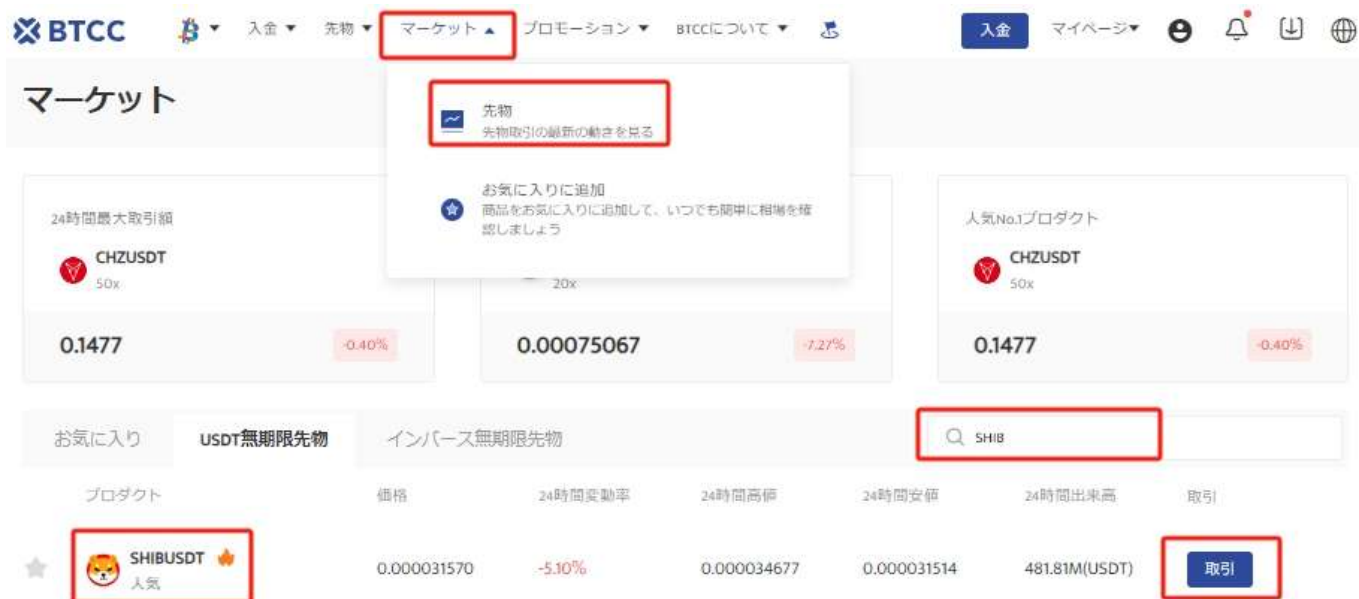 BTCC
入金
先物
マーケット
プロモーション
BTCCについて
入金
マイページ
マーケット
先物
先物取引の最新の動きを見る
お気に入りに追加
商品をお気に入りに追加して、いつでも簡単に相場を確
認しましょう
24時間最大取引額
CHZUSDT
50x
0.1477
-0.40%
20x
0.00075067
-7.27%
人気No.1プロダクト
CHZUSDT
50x
0.1477
-0.40%
お気に入り
USDT無期限先物
インバース無期限先物
SHIB
プロダクト
価格
24時間変動率
24時間高値
24時間安値
24時間出来高
取引
SHIBUSDT
人気
0.000031570
-5.10%
0.000034677
0.000031514
481.81M(USDT)
取引